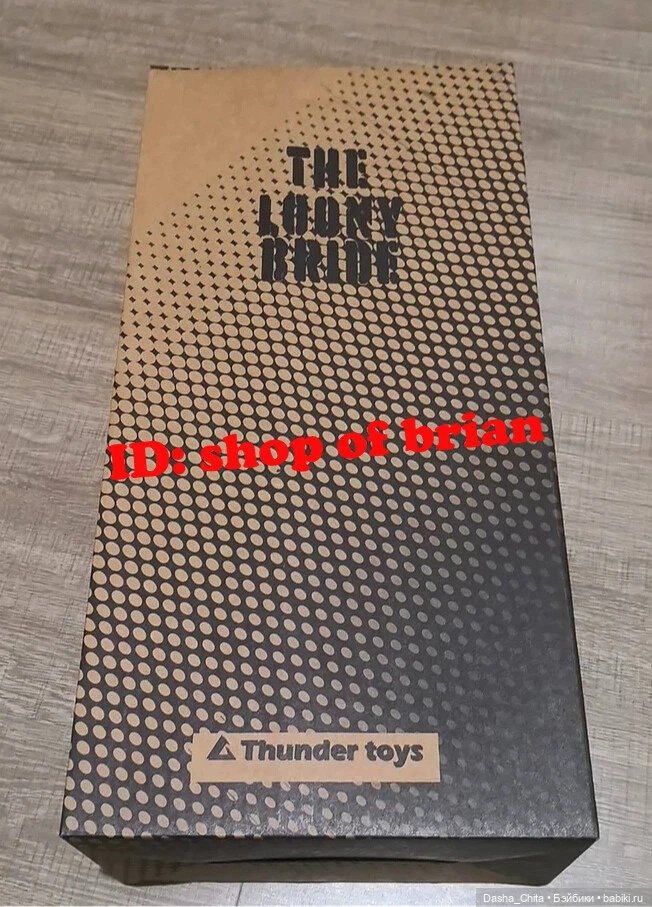 THE
LOONY
BRIDE
ID: shop of brian
Thunder toys
Dasha_Chita • Бэйбики • babiki.ru